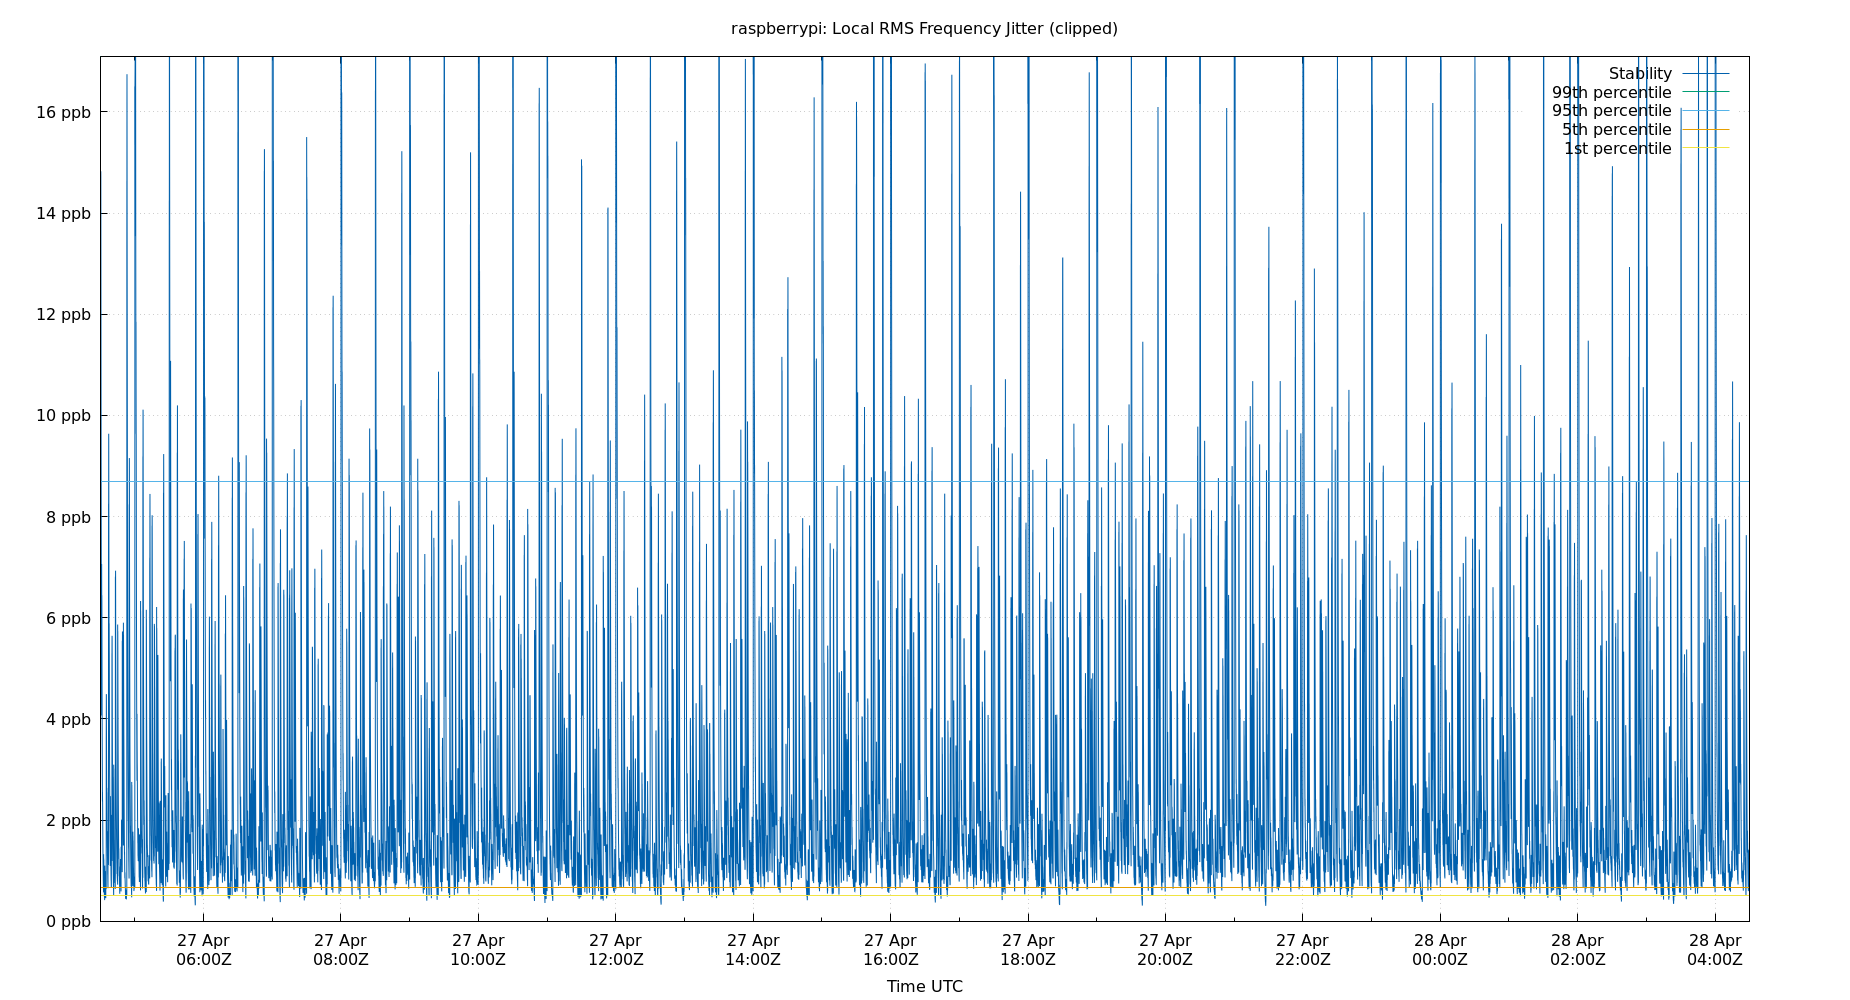 raspberrypi: Local RMS Frequency Jitter (clipped)
Stability
99th percentile
95th percentile
5th percentile
1st percentile
16 ppb
14 ppb
12 ppb
10 ppb
8 ppb
6 ppb
4 ppb
2 ppb
0 ppb
27 Apr 27 Apr 27 Apr 27 Apr 27 Apr 27 Apr 27 Apr 27 Apr 27 Apr 28 Apr 28 Apr 28 Apr
06:00Z 08:00Z 10:00Z 12:00Z 14:00Z 16:00Z 18:00Z 20:00Z 22:00Z 00:00Z 02:00Z 04:00Z
Time UTC